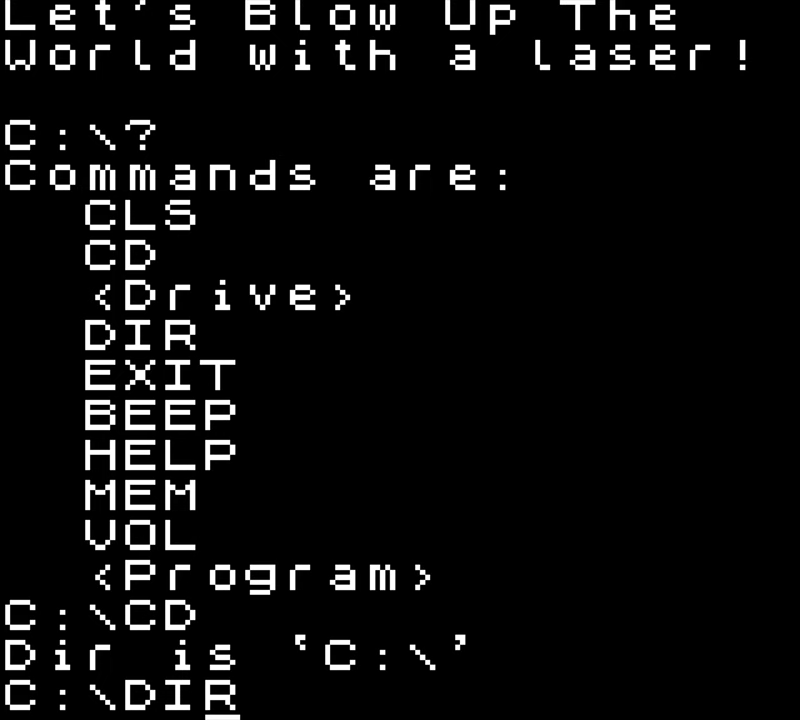 Let's Blow Up The
World with a laser!
C:\?
Commands are:
CLS
CD
<Drive>
DIR
EXIT
BEEP
HELP
MEM
VOL
<Program>
C:\CD
Dir is ‘C:\’
C:\DIR